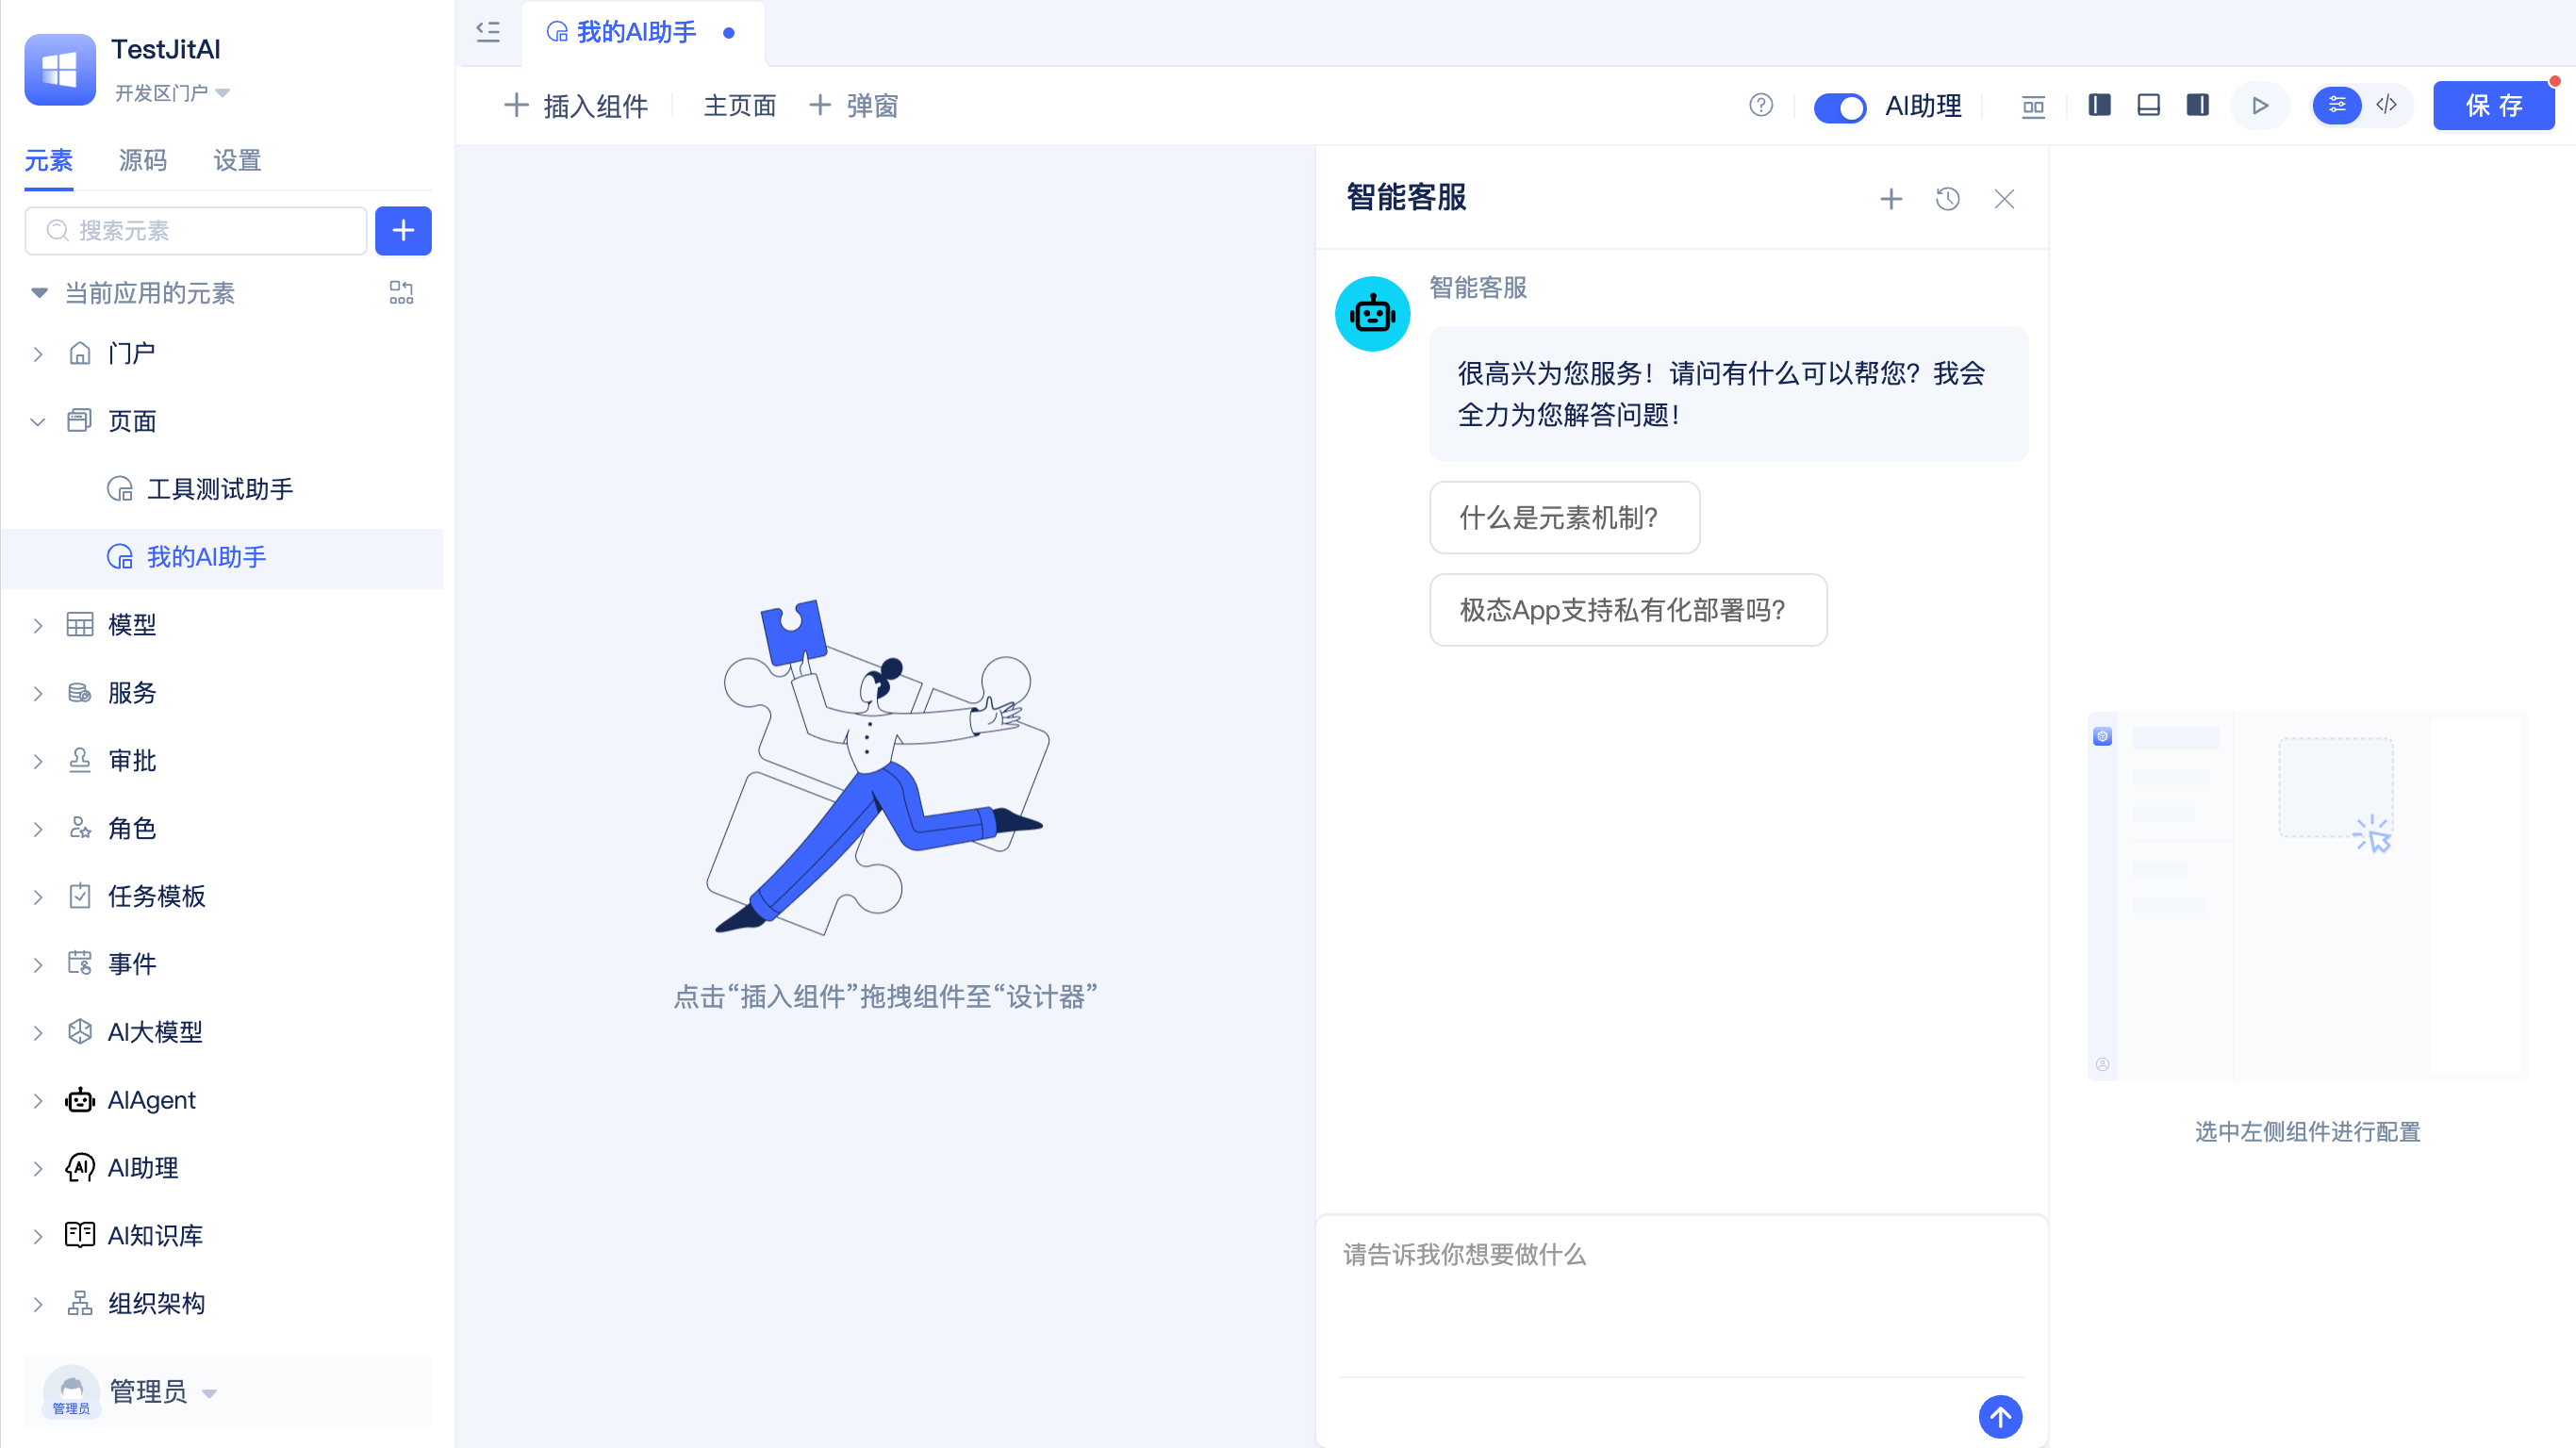 TestJitAI
开发区门户
元素 源码 设置
搜索元素
当前应用的元素
门户
页面
工具测试助手
我的AI助手
模型
服务
审批
角色
任务模板
事件
AI大模型
AIAgent
AI助理
AI知识库
组织架构
管理员
管理员
我的AI助手
插入组件 主页面 弹窗
AI助理
保存
点击“插入组件”拖拽组件至“设计器”
智能客服
智能客服
很高兴为您服务！请问有什么可以帮您？我会
全力为您解答问题！
什么是元素机制？
极态App支持私有化部署吗？
请告诉我你想要做什么
选中左侧组件进行配置